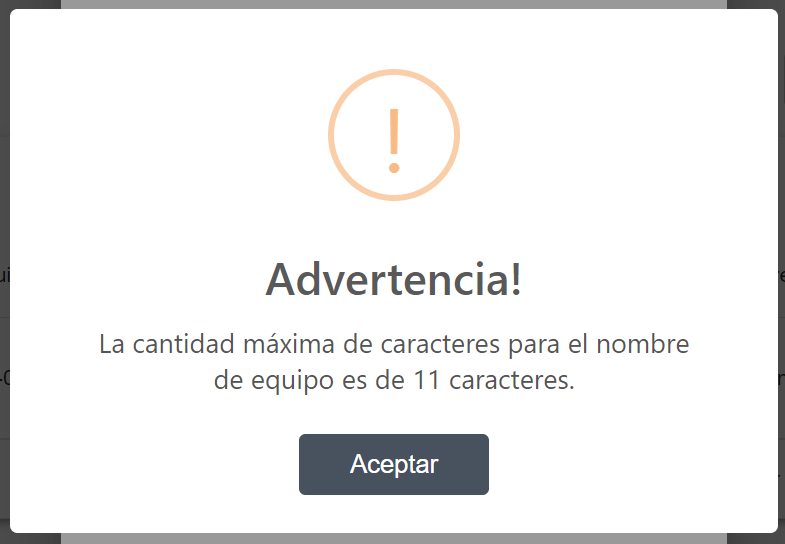 !
Advertencia!
La cantidad máxima de caracteres para el nombre
de equipo es de 11 caracteres.
Aceptar